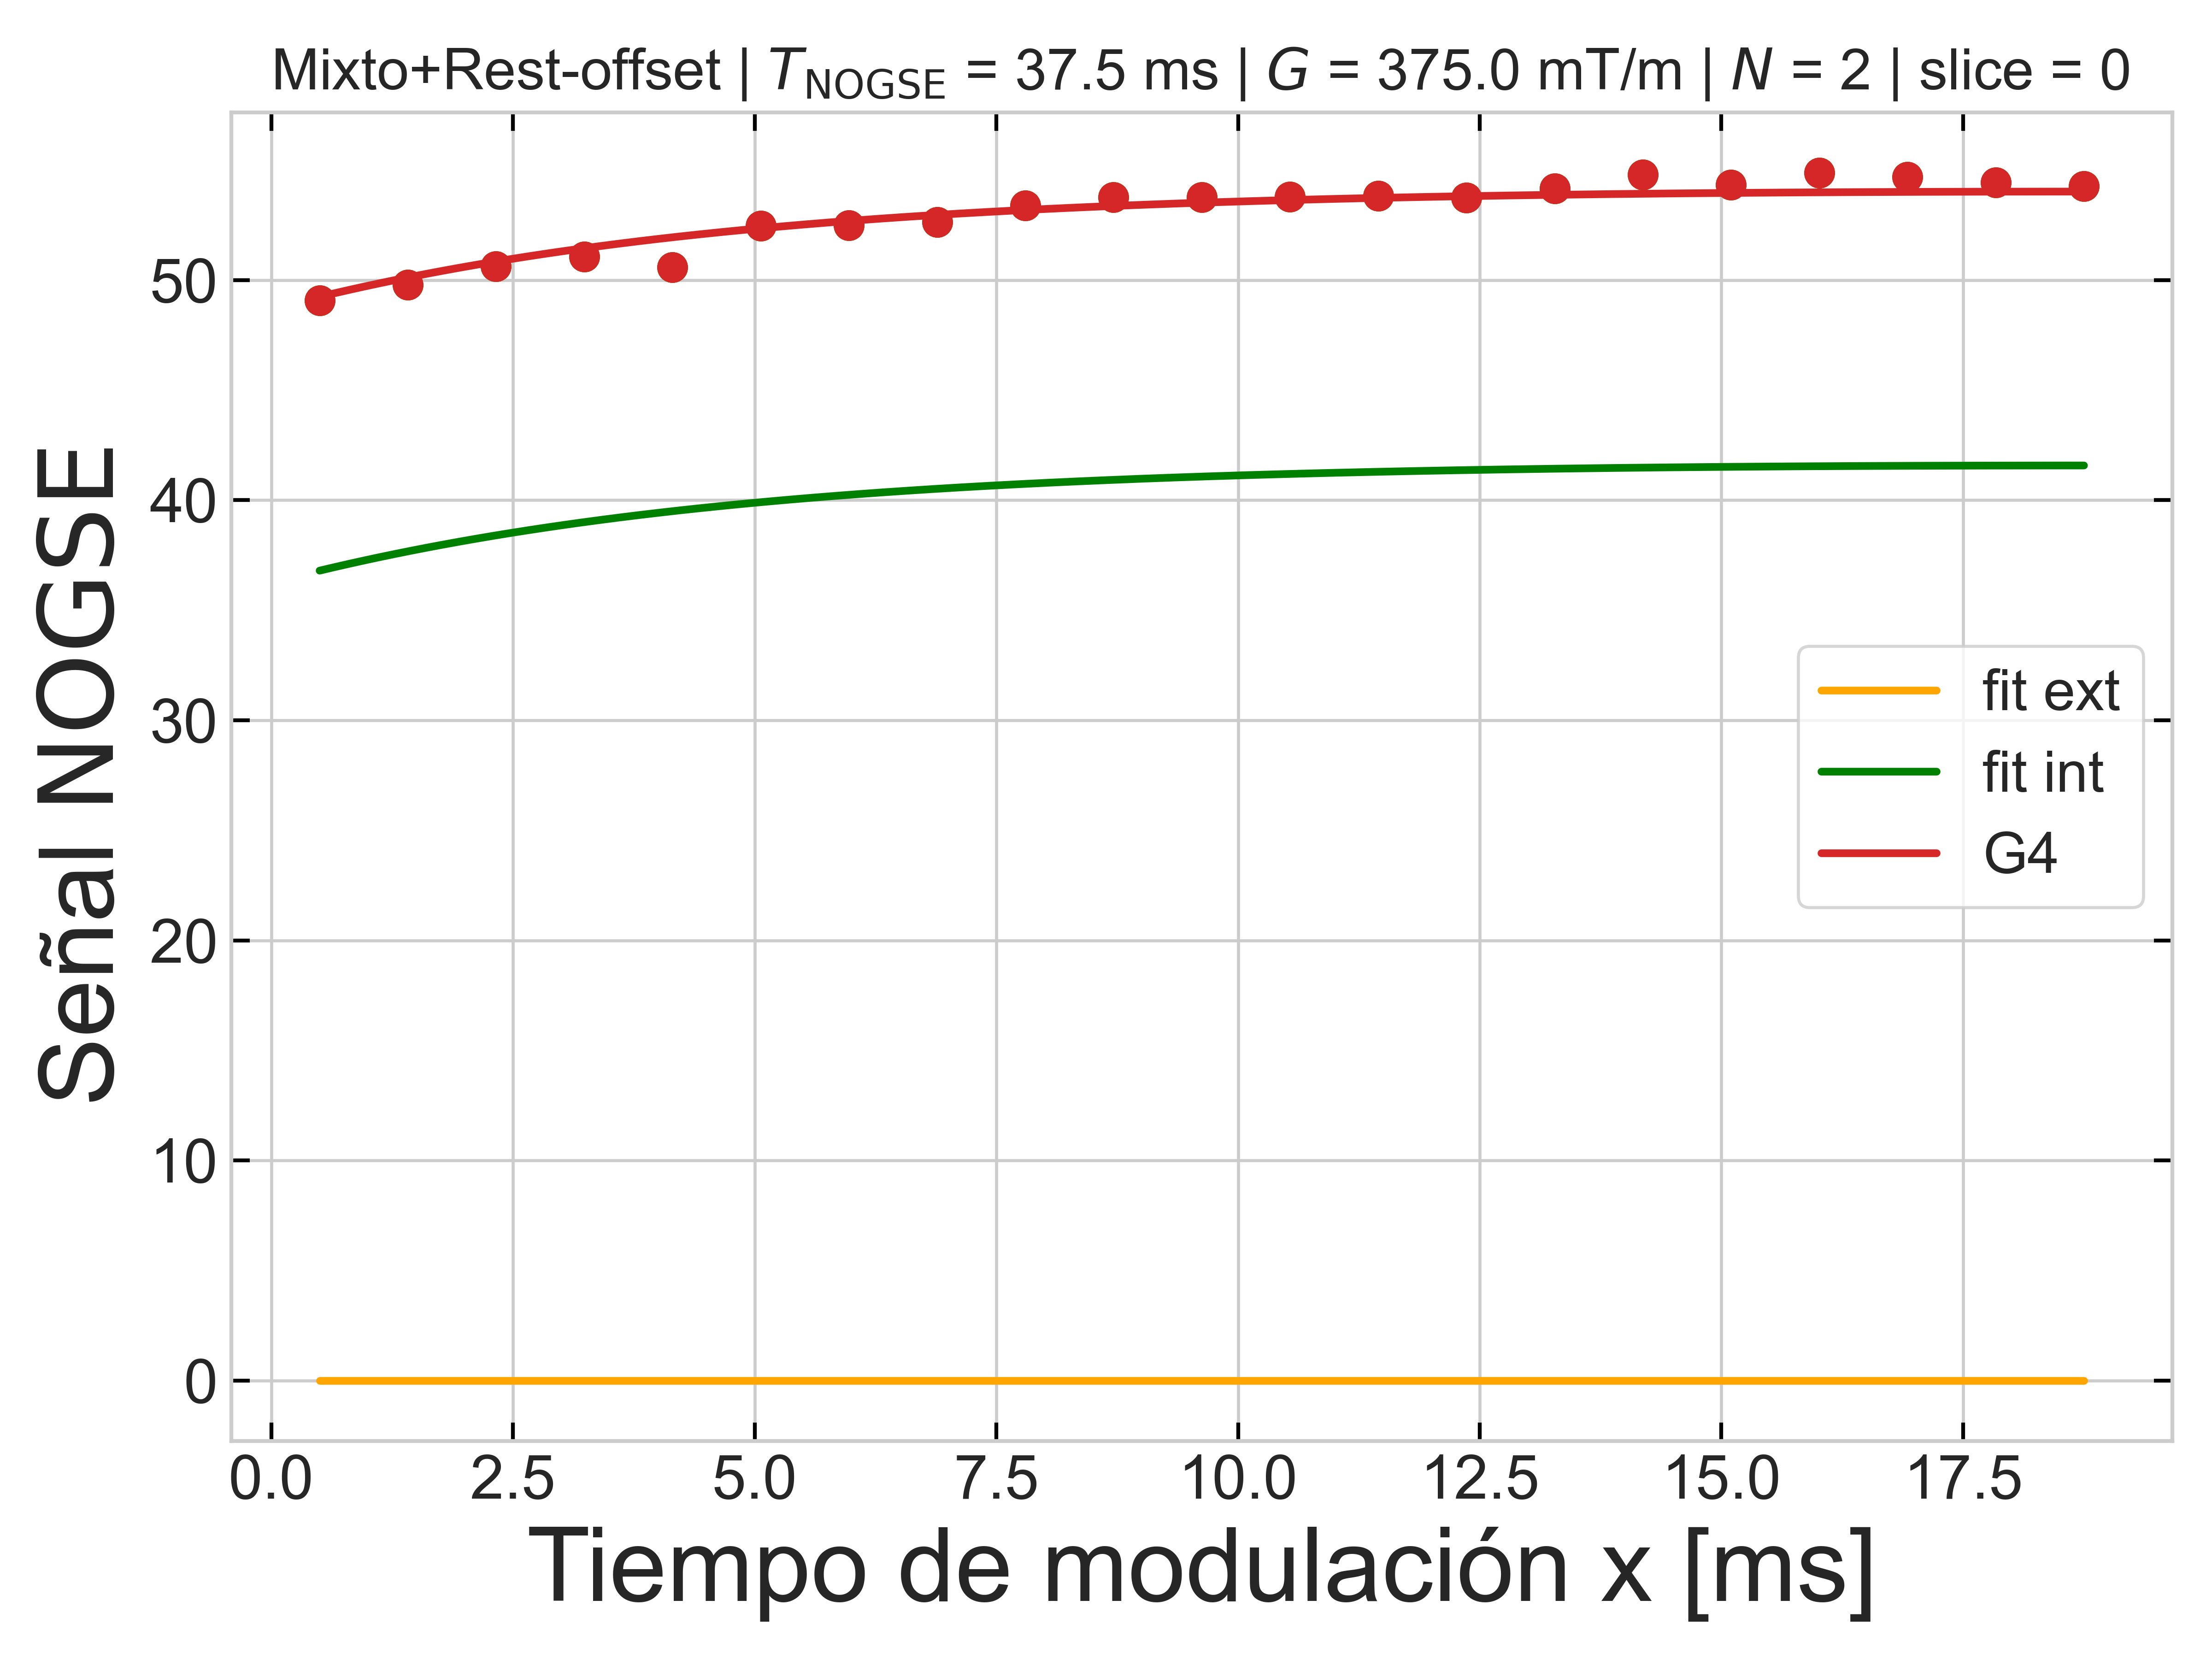 Mixto+Rest-offset | T_NOGSE = 37.5 ms | G = 375.0 mT/m | N = 2 | slice = 0
Señal NOGSE
50
40
30
20
10
0
fit ext
fit int
G4
0.0 2.5 5.0 7.5 10.0 12.5 15.0 17.5
Tiempo de modulación x [ms]